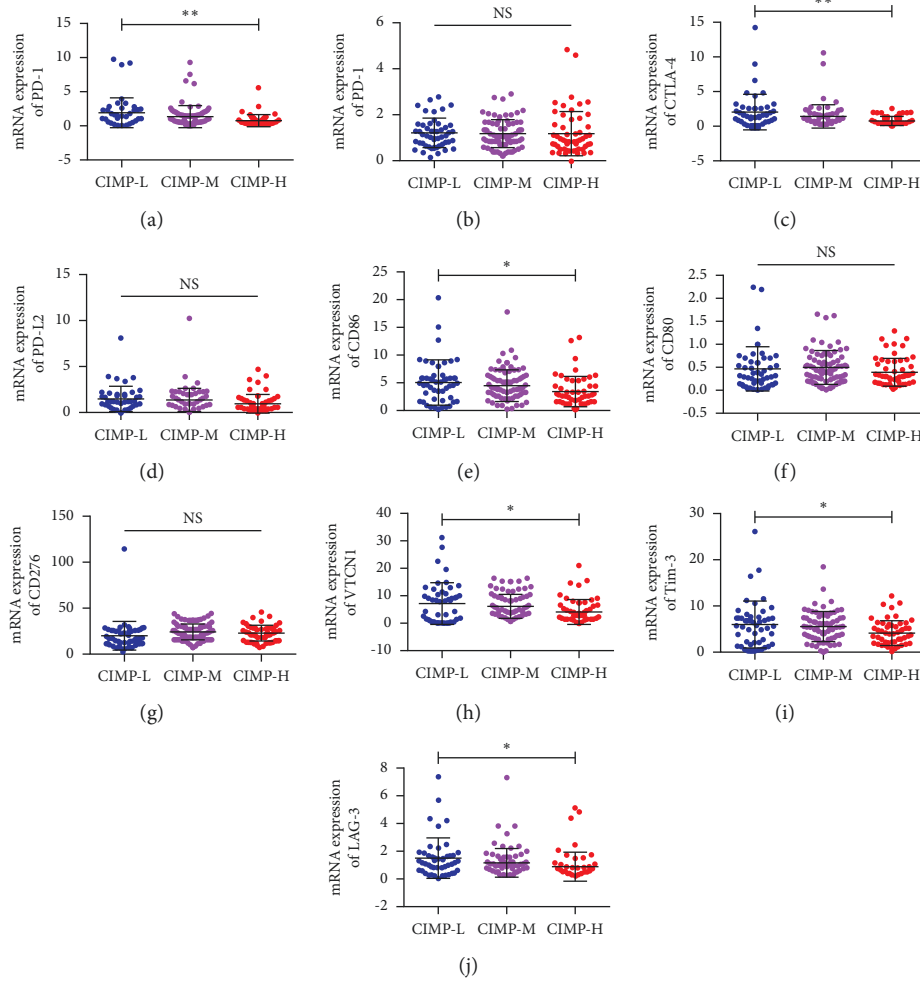 **
mRNA expression
of PD-1
15
10
5
0
-5
CIMP-L CIMP-M CIMP-H
(a)
NS
mRNA expression
of PD-1
6
4
2
0
CIMP-L CIMP-M CIMP-H
(b)
**
mRNA expression
of CTLA-4
15
10
5
0
-5
CIMP-L CIMP-M CIMP-H
(c)
NS
mRNA expression
of PD-L2
15
10
5
0
CIMP-L CIMP-M CIMP-H
(d)
*
mRNA expression
of CD86
25
20
15
10
5
0
CIMP-L CIMP-M CIMP-H
(e)
NS
mRNA expression
of CD80
2.5
2.0
1.5
1.0
0.5
0.0
0.5
CIMP-L CIMP-M CIMP-H
(f)
NS
mRNA expression
of CD276
150
100
50
0
CIMP-L CIMP-M CIMP-H
(g)
*
mRNA expression
of VTCN1
40
30
20
10
0
-10
CIMP-L CIMP-M CIMP-H
(h)
*
mRNA expression
of Tim-3
30
20
10
0
CIMP-L CIMP-M CIMP-H
(i)
*
mRNA expression
of LAG-3
8
6
4
2
0
-2
CIMP-L CIMP-M CIMP-H
(j)